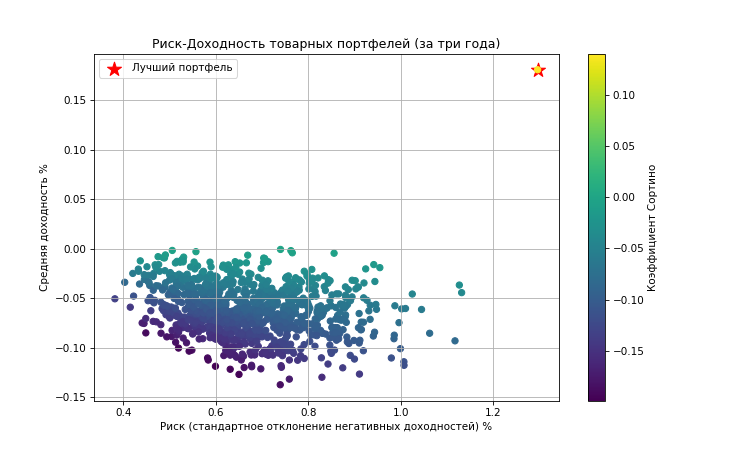 Риск-Доходность товарных портфелей (за три года)
Лучший портфель
Средняя доходность %
0.15
0.10
0.05
0.00
−0.05
−0.10
−0.15
0.4 0.6 0.8 1.0 1.2
Риск (стандартное отклонение негативных доходностей) %
0.10
0.05
0.00
−0.05
−0.10
−0.15
Коэффициент Сортино